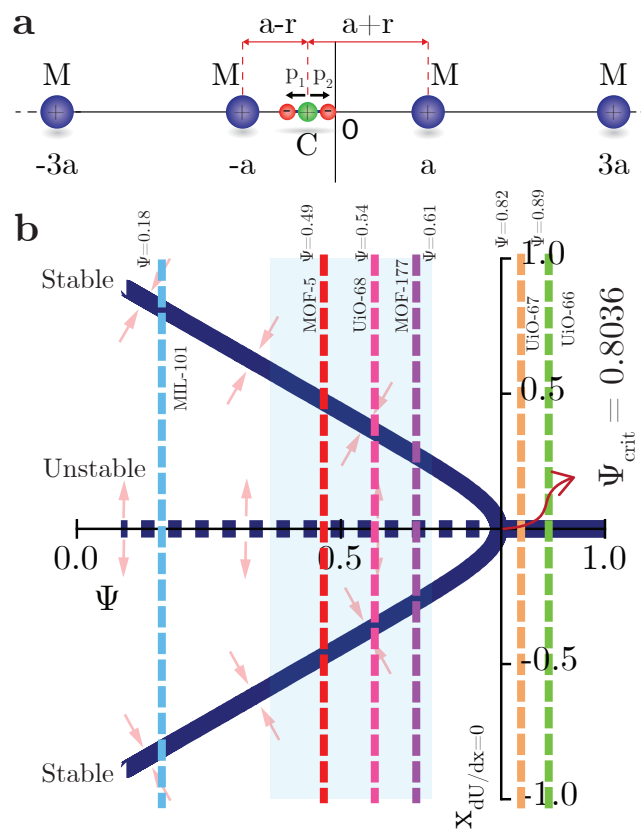 a
a-r
a+r
M
M
M
M
p1
p2
C
0
-3a
-a
a
3a
b
Ψ=0.18
Ψ=0.49
Ψ=0.54
Ψ=0.61
Ψ=0.82
Ψ=0.89
Stable
1.0
MIL-101
MOF-5
UiO-68
MOF-177
UiO-67
UiO-66
0.5
Ψcrit = 0.8036
Unstable
0.0
0.5
1.0
Ψ
-0.5
Stable
XdU/dx=0
-1.0